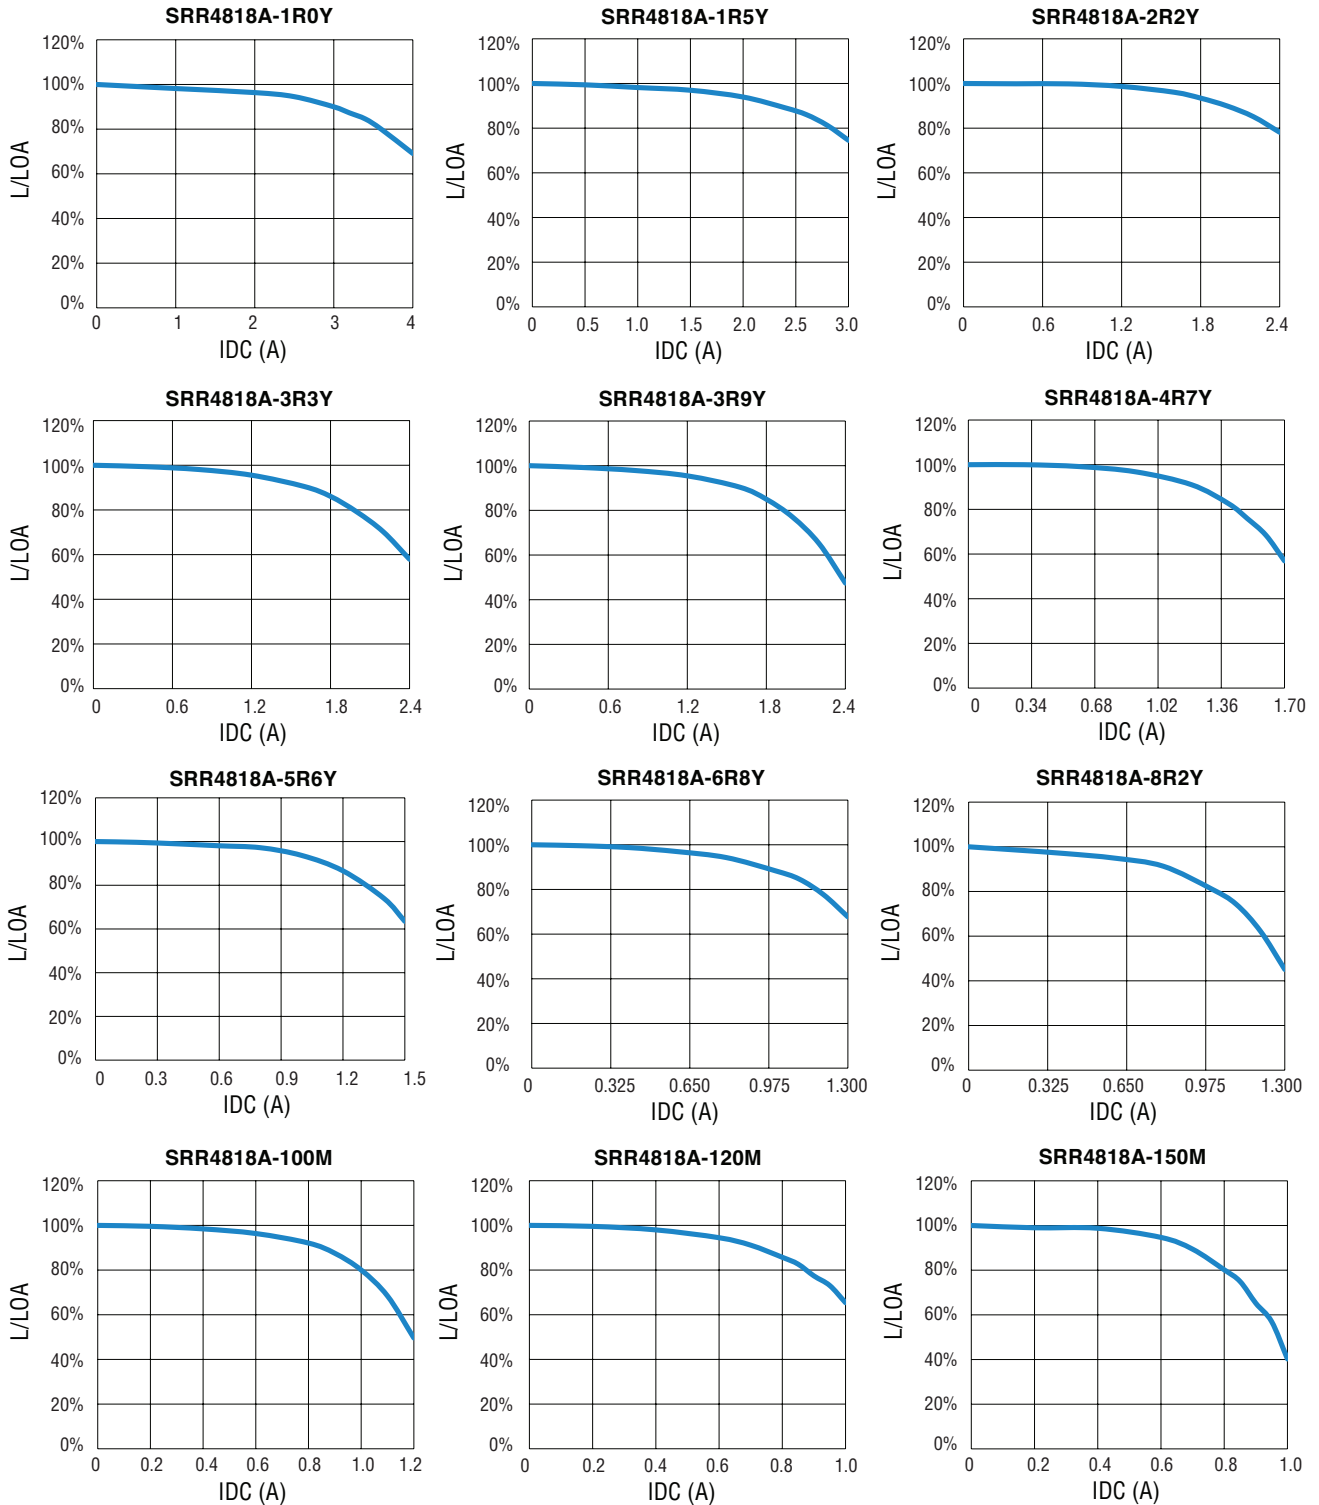 SRR4818A-1R0Y
120%
100%
80%
60%
40%
20%
0%
L/LOA
0 1 2 3 4
IDC (A)
SRR4818A-1R5Y
120%
100%
80%
60%
40%
20%
0%
L/LOA
0 0.5 1.0 1.5 2.0 2.5 3.0
IDC (A)
SRR4818A-2R2Y
120%
100%
80%
60%
40%
20%
0%
L/LOA
0 0.6 1.2 1.8 2.4
IDC (A)
SRR4818A-3R3Y
120%
100%
80%
60%
40%
20%
0%
L/LOA
0 0.6 1.2 1.8 2.4
IDC (A)
SRR4818A-3R9Y
120%
100%
80%
60%
40%
20%
0%
L/LOA
0 0.6 1.2 1.8 2.4
IDC (A)
SRR4818A-4R7Y
120%
100%
80%
60%
40%
20%
0%
L/LOA
0 0.34 0.68 1.02 1.36 1.70
IDC (A)
SRR4818A-5R6Y
120%
100%
80%
60%
40%
20%
0%
L/LOA
0 0.3 0.6 0.9 1.2 1.5
IDC (A)
SRR4818A-6R8Y
120%
100%
80%
60%
40%
20%
0%
L/LOA
0 0.325 0.650 0.975 1.300
IDC (A)
SRR4818A-8R2Y
120%
100%
80%
60%
40%
20%
0%
L/LOA
0 0.325 0.650 0.975 1.300
IDC (A)
SRR4818A-100M
120%
100%
80%
60%
40%
20%
0%
L/LOA
0 0.2 0.4 0.6 0.8 1.0 1.2
IDC (A)
SRR4818A-120M
120%
100%
80%
60%
40%
20%
0%
L/LOA
0 0.2 0.4 0.6 0.8 1.0
IDC (A)
SRR4818A-150M
120%
100%
80%
60%
40%
20%
0%
L/LOA
0 0.2 0.4 0.6 0.8 1.0
IDC (A)